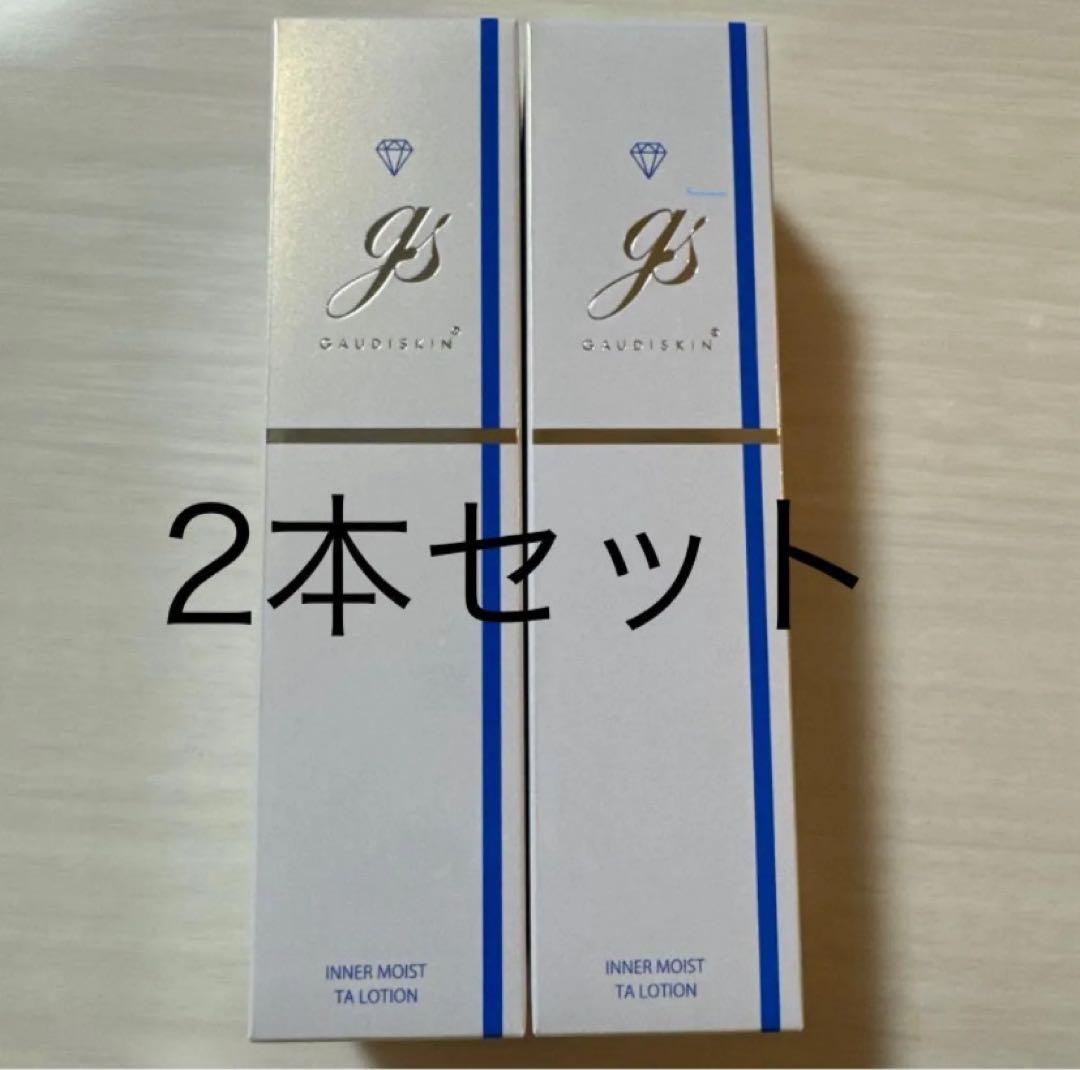 gs
GAUDISKIN
gs
GAUDISKIN
2本セット
INNER MOIST
TA LOTION
INNER MOIST
TA LOTION